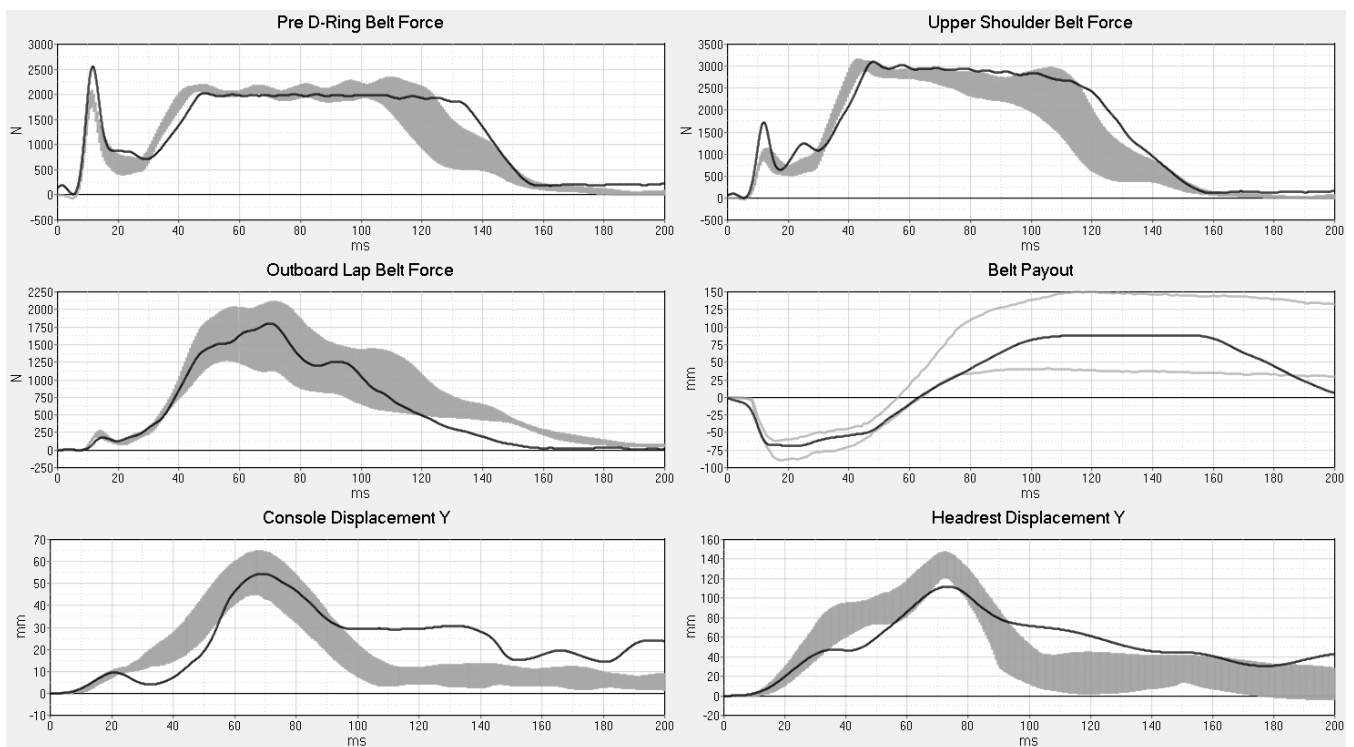 Pre D-Ring Belt Force
3000
2500
2000
1500
1000
500
0
-500
N
0 20 40 60 80 100 120 140 160 180 200
ms
Upper Shoulder Belt Force
3500
3000
2500
2000
1500
1000
500
0
-500
N
0 20 40 60 80 100 120 140 160 180 200
ms
Outboard Lap Belt Force
2250
2000
1750
1500
1250
1000
750
500
250
0
-250
N
0 20 40 60 80 100 120 140 160 180 200
ms
Belt Payout
150
125
100
75
50
25
0
-25
-50
-75
-100
mm
0 20 40 60 80 100 120 140 160 180 200
ms
Console Displacement Y
70
60
50
40
30
20
10
0
-10
mm
0 20 40 60 80 100 120 140 160 180 200
ms
Headrest Displacement Y
160
140
120
100
80
60
40
20
0
-20
mm
0 20 40 60 80 100 120 140 160 180 200
ms